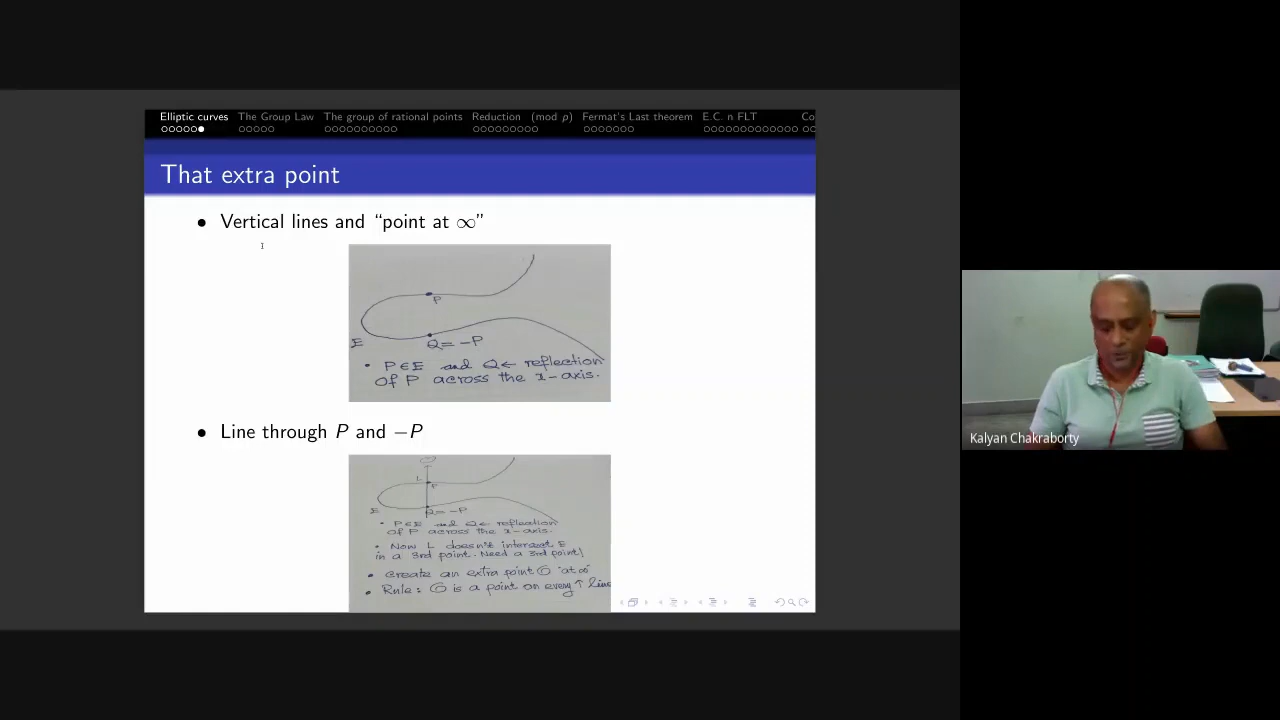 Elliptic curves The Group Law The group of rational points Reduction (mod p) Fermat's Last theorem E.C. n FLT Co
That extra point
• Vertical lines and “point at ∞”
P
E
Q = -P
• P ∈ E and Q ← reflection
of P across the x-axis.
• Line through P and −P
L
P
E
Q = -P
• P ∈ E and Q ← reflection
of P across the x-axis.
• Now L doesn't intersect E
in a 3rd point. Need a 3rd point!
• Create an extra point O "at ∞"
• Rule: O is a point on every ↑ line
Kalyan Chakraborty